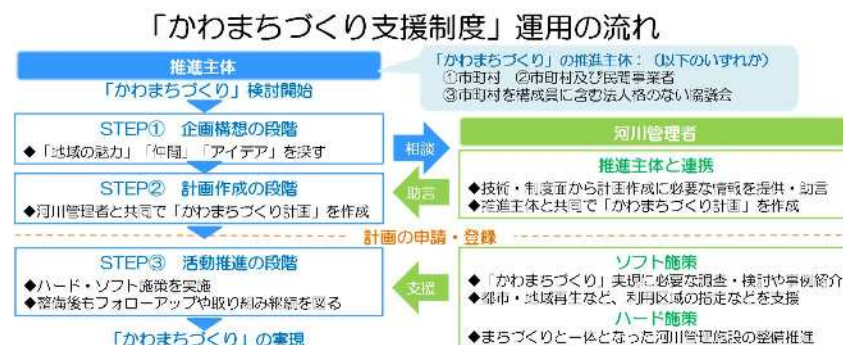 「かわまちづくり支援制度」運用の流れ
推進主体
「かわまちづくり」の推進主体：（以下のいずれか）
①市町村　②市町村及び民間事業者
③市町村を構成員に含む法人格のない協議会
「かわまちづくり」検討開始
STEP①　企画構想の段階
◆「地域の魅力」「仲間」「アイデア」を探す
相談
河川管理者
推進主体と連携
◆技術・制度面から計画作成に必要な情報を提供・助言
◆推進主体と共同で「かわまちづくり計画」を作成
STEP②　計画作成の段階
◆河川管理者と共同で「かわまちづくり計画」を作成
助言
計画の申請・登録
STEP③　活動推進の段階
◆ハード・ソフト施策を実施
◆整備後もフォローアップや取り組み継続を図る
支援
ソフト施策
◆「かわまちづくり」実現に必要な調査・検討や事例紹介
◆都市・地域再生など、利用区域の指定などを支援
ハード施策
◆まちづくりと一体となった河川管理施設の整備推進
「かわまちづくり」の実現